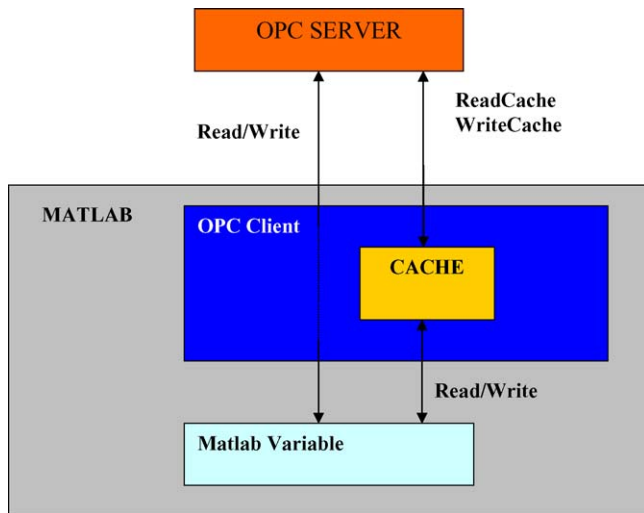 OPC SERVER
ReadCache
WriteCache
Read/Write
MATLAB
OPC Client
CACHE
Read/Write
Matlab Variable